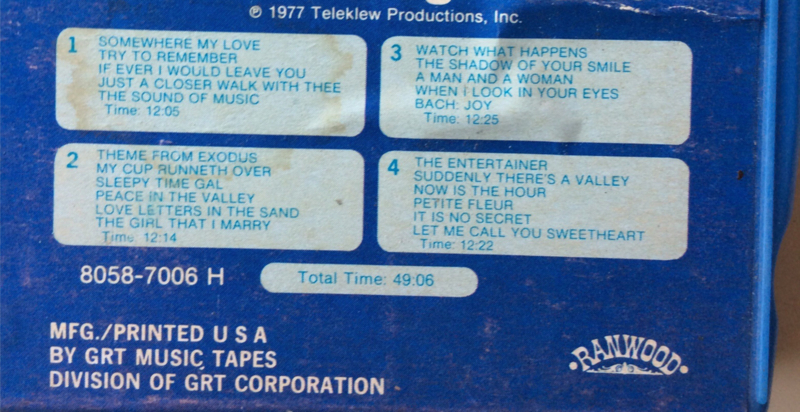 ℗ 1977 Teleklew Productions, Inc.
1
SOMEWHERE MY LOVE
TRY TO REMEMBER
IF EVER I WOULD LEAVE YOU
JUST A CLOSER WALK WITH THEE
THE SOUND OF MUSIC
Time: 12:05
2
THEME FROM EXODUS
MY CUP RUNNETH OVER
SLEEPY TIME GAL
PEACE IN THE VALLEY
LOVE LETTERS IN THE SAND
THE GIRL THAT I MARRY
Time: 12:14
3
WATCH WHAT HAPPENS
THE SHADOW OF YOUR SMILE
A MAN AND A WOMAN
WHEN I LOOK IN YOUR EYES
BACH: JOY
Time: 12:25
4
THE ENTERTAINER
SUDDENLY THERE'S A VALLEY
NOW IS THE HOUR
PETITE FLEUR
IT IS NO SECRET
LET ME CALL YOU SWEETHEART
Time: 12:22
8058-7006 H
Total Time: 49:06
MFG./PRINTED U S A
BY GRT MUSIC TAPES
DIVISION OF GRT CORPORATION
RANWOOD